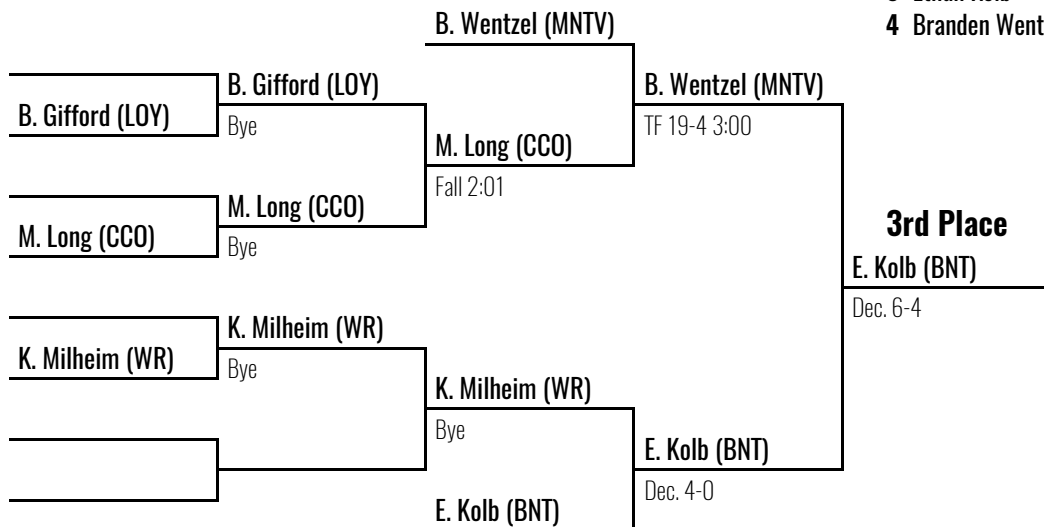 B. Wentzel (MNTV)
4 Branden Went
B. Gifford (LOY)
B. Wentzel (MNTV)
B. Gifford (LOY)
Bye
TF 19-4 3:00
M. Long (CCO)
Fall 2:01
M. Long (CCO)
M. Long (CCO)
Bye
3rd Place
E. Kolb (BNT)
Dec. 6-4
K. Milheim (WR)
K. Milheim (WR)
Bye
K. Milheim (WR)
Bye
E. Kolb (BNT)
Dec. 4-0
E. Kolb (BNT)